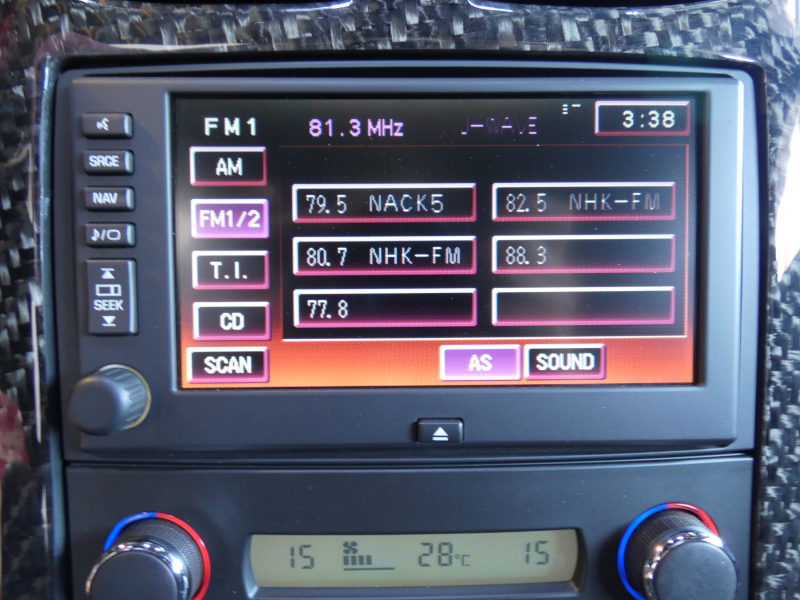 FM1 81.3 MHz J-WAVE 3:38
SRCE
NAV
SEEK
AM
FM1/2
T.I.
CD
SCAN
79.5 NACK5
82.5 NHK-FM
80.7 NHK-FM
88.3
77.8
AS
SOUND
15 28°C 15